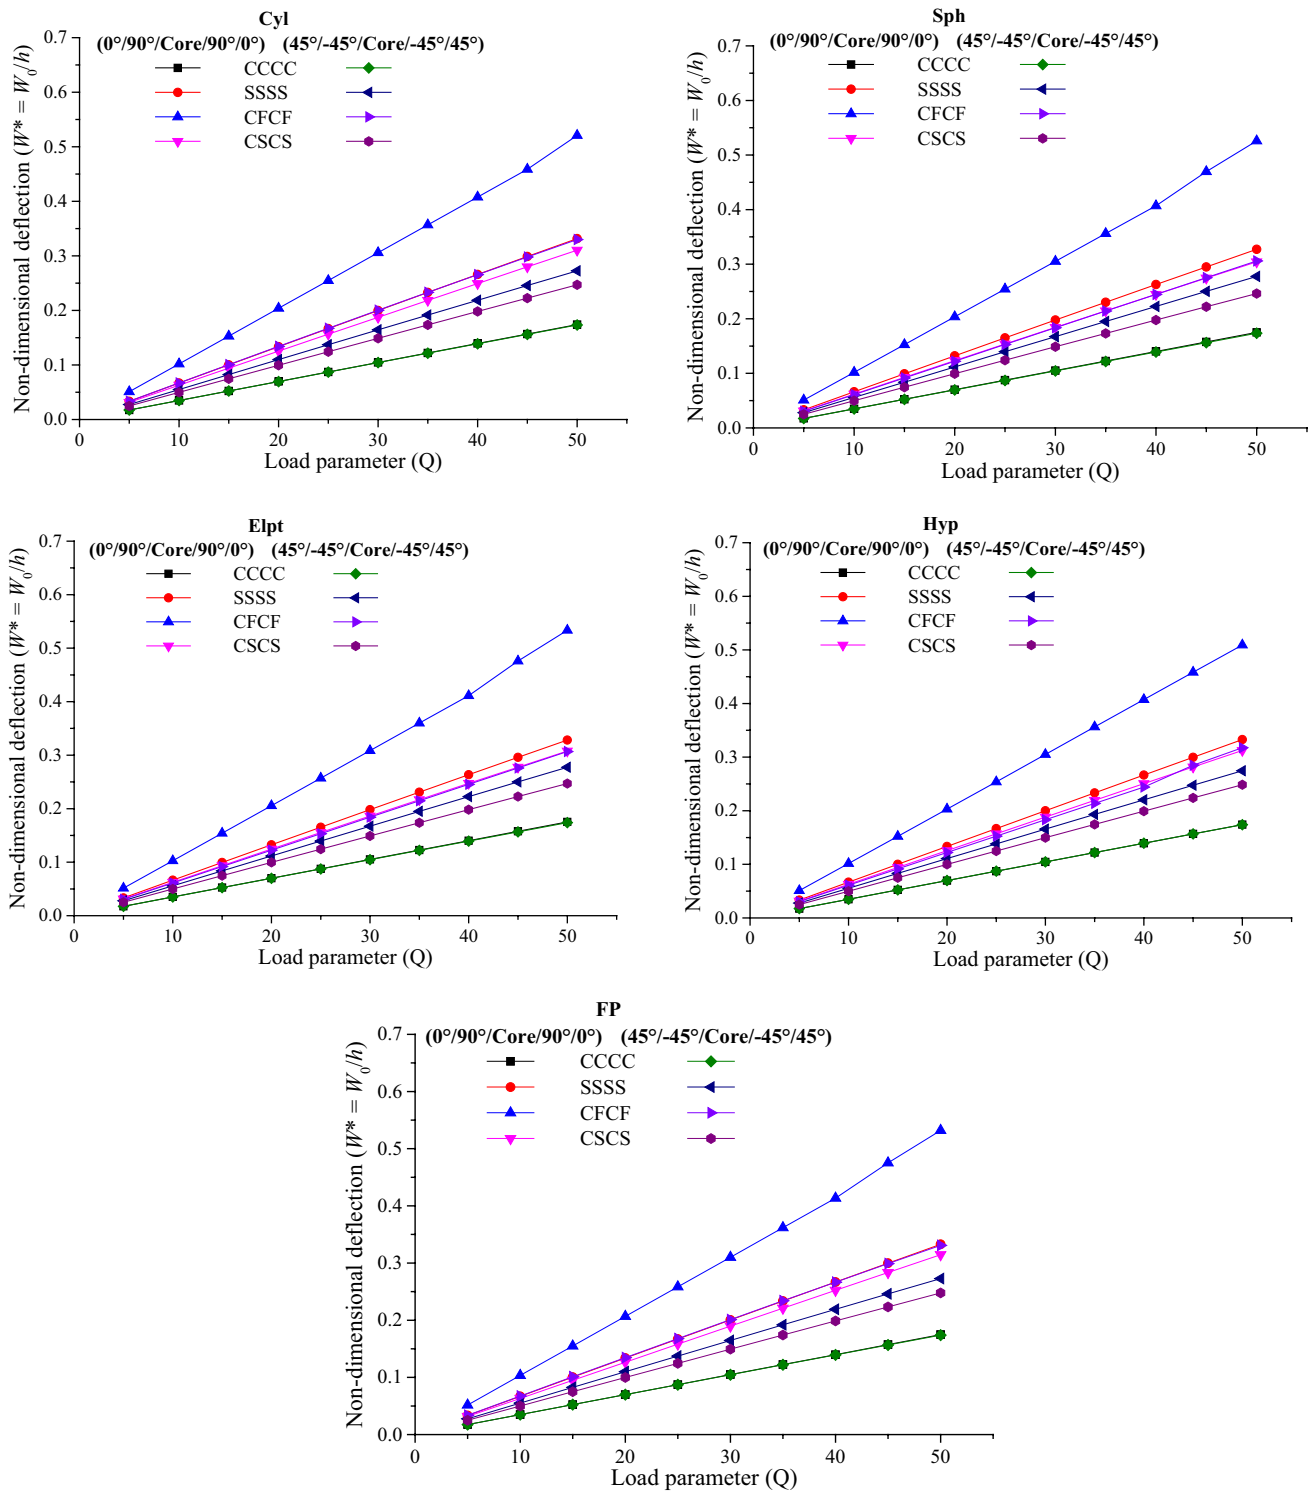 Cyl
(0°/90°/Core/90°/0°) (45°/-45°/Core/-45°/45°)
CCCC
SSSS
CFCF
CSCS
Non-dimensional deflection (W* = W₀/h)
0.7
0.6
0.5
0.4
0.3
0.2
0.1
0.0
0 10 20 30 40 50
Load parameter (Q)
Sph
(0°/90°/Core/90°/0°) (45°/-45°/Core/-45°/45°)
CCCC
SSSS
CFCF
CSCS
Non-dimensional deflection (W* = W₀/h)
0.7
0.6
0.5
0.4
0.3
0.2
0.1
0.0
0 10 20 30 40 50
Load parameter (Q)
Elpt
(0°/90°/Core/90°/0°) (45°/-45°/Core/-45°/45°)
CCCC
SSSS
CFCF
CSCS
Non-dimensional deflection (W* = W₀/h)
0.7
0.6
0.5
0.4
0.3
0.2
0.1
0.0
0 10 20 30 40 50
Load parameter (Q)
Hyp
(0°/90°/Core/90°/0°) (45°/-45°/Core/-45°/45°)
CCCC
SSSS
CFCF
CSCS
Non-dimensional deflection (W* = W₀/h)
0.7
0.6
0.5
0.4
0.3
0.2
0.1
0.0
0 10 20 30 40 50
Load parameter (Q)
FP
(0°/90°/Core/90°/0°) (45°/-45°/Core/-45°/45°)
CCCC
SSSS
CFCF
CSCS
Non-dimensional deflection (W* = W₀/h)
0.7
0.6
0.5
0.4
0.3
0.2
0.1
0.0
0 10 20 30 40 50
Load parameter (Q)